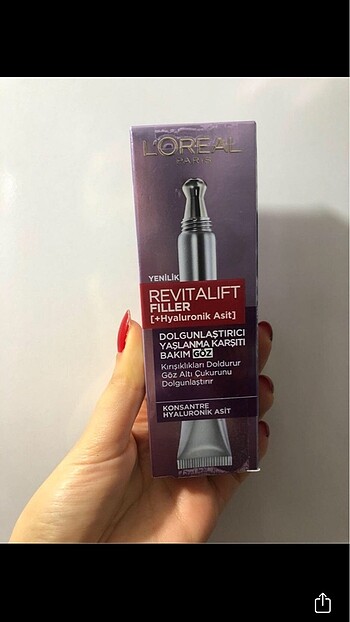 L'ORÉAL
PARIS
YENİLİK
REVITALIFT
FILLER
[+Hyaluronik Asit]
DOLGUNLAŞTIRICI
YAŞLANMA KARŞITI
BAKIM GÖZ
Kırışıklıkları Doldurur
Göz Altı Çukurunu
Dolgunlaştırır
KONSANTRE
HYALURONIK ASİT